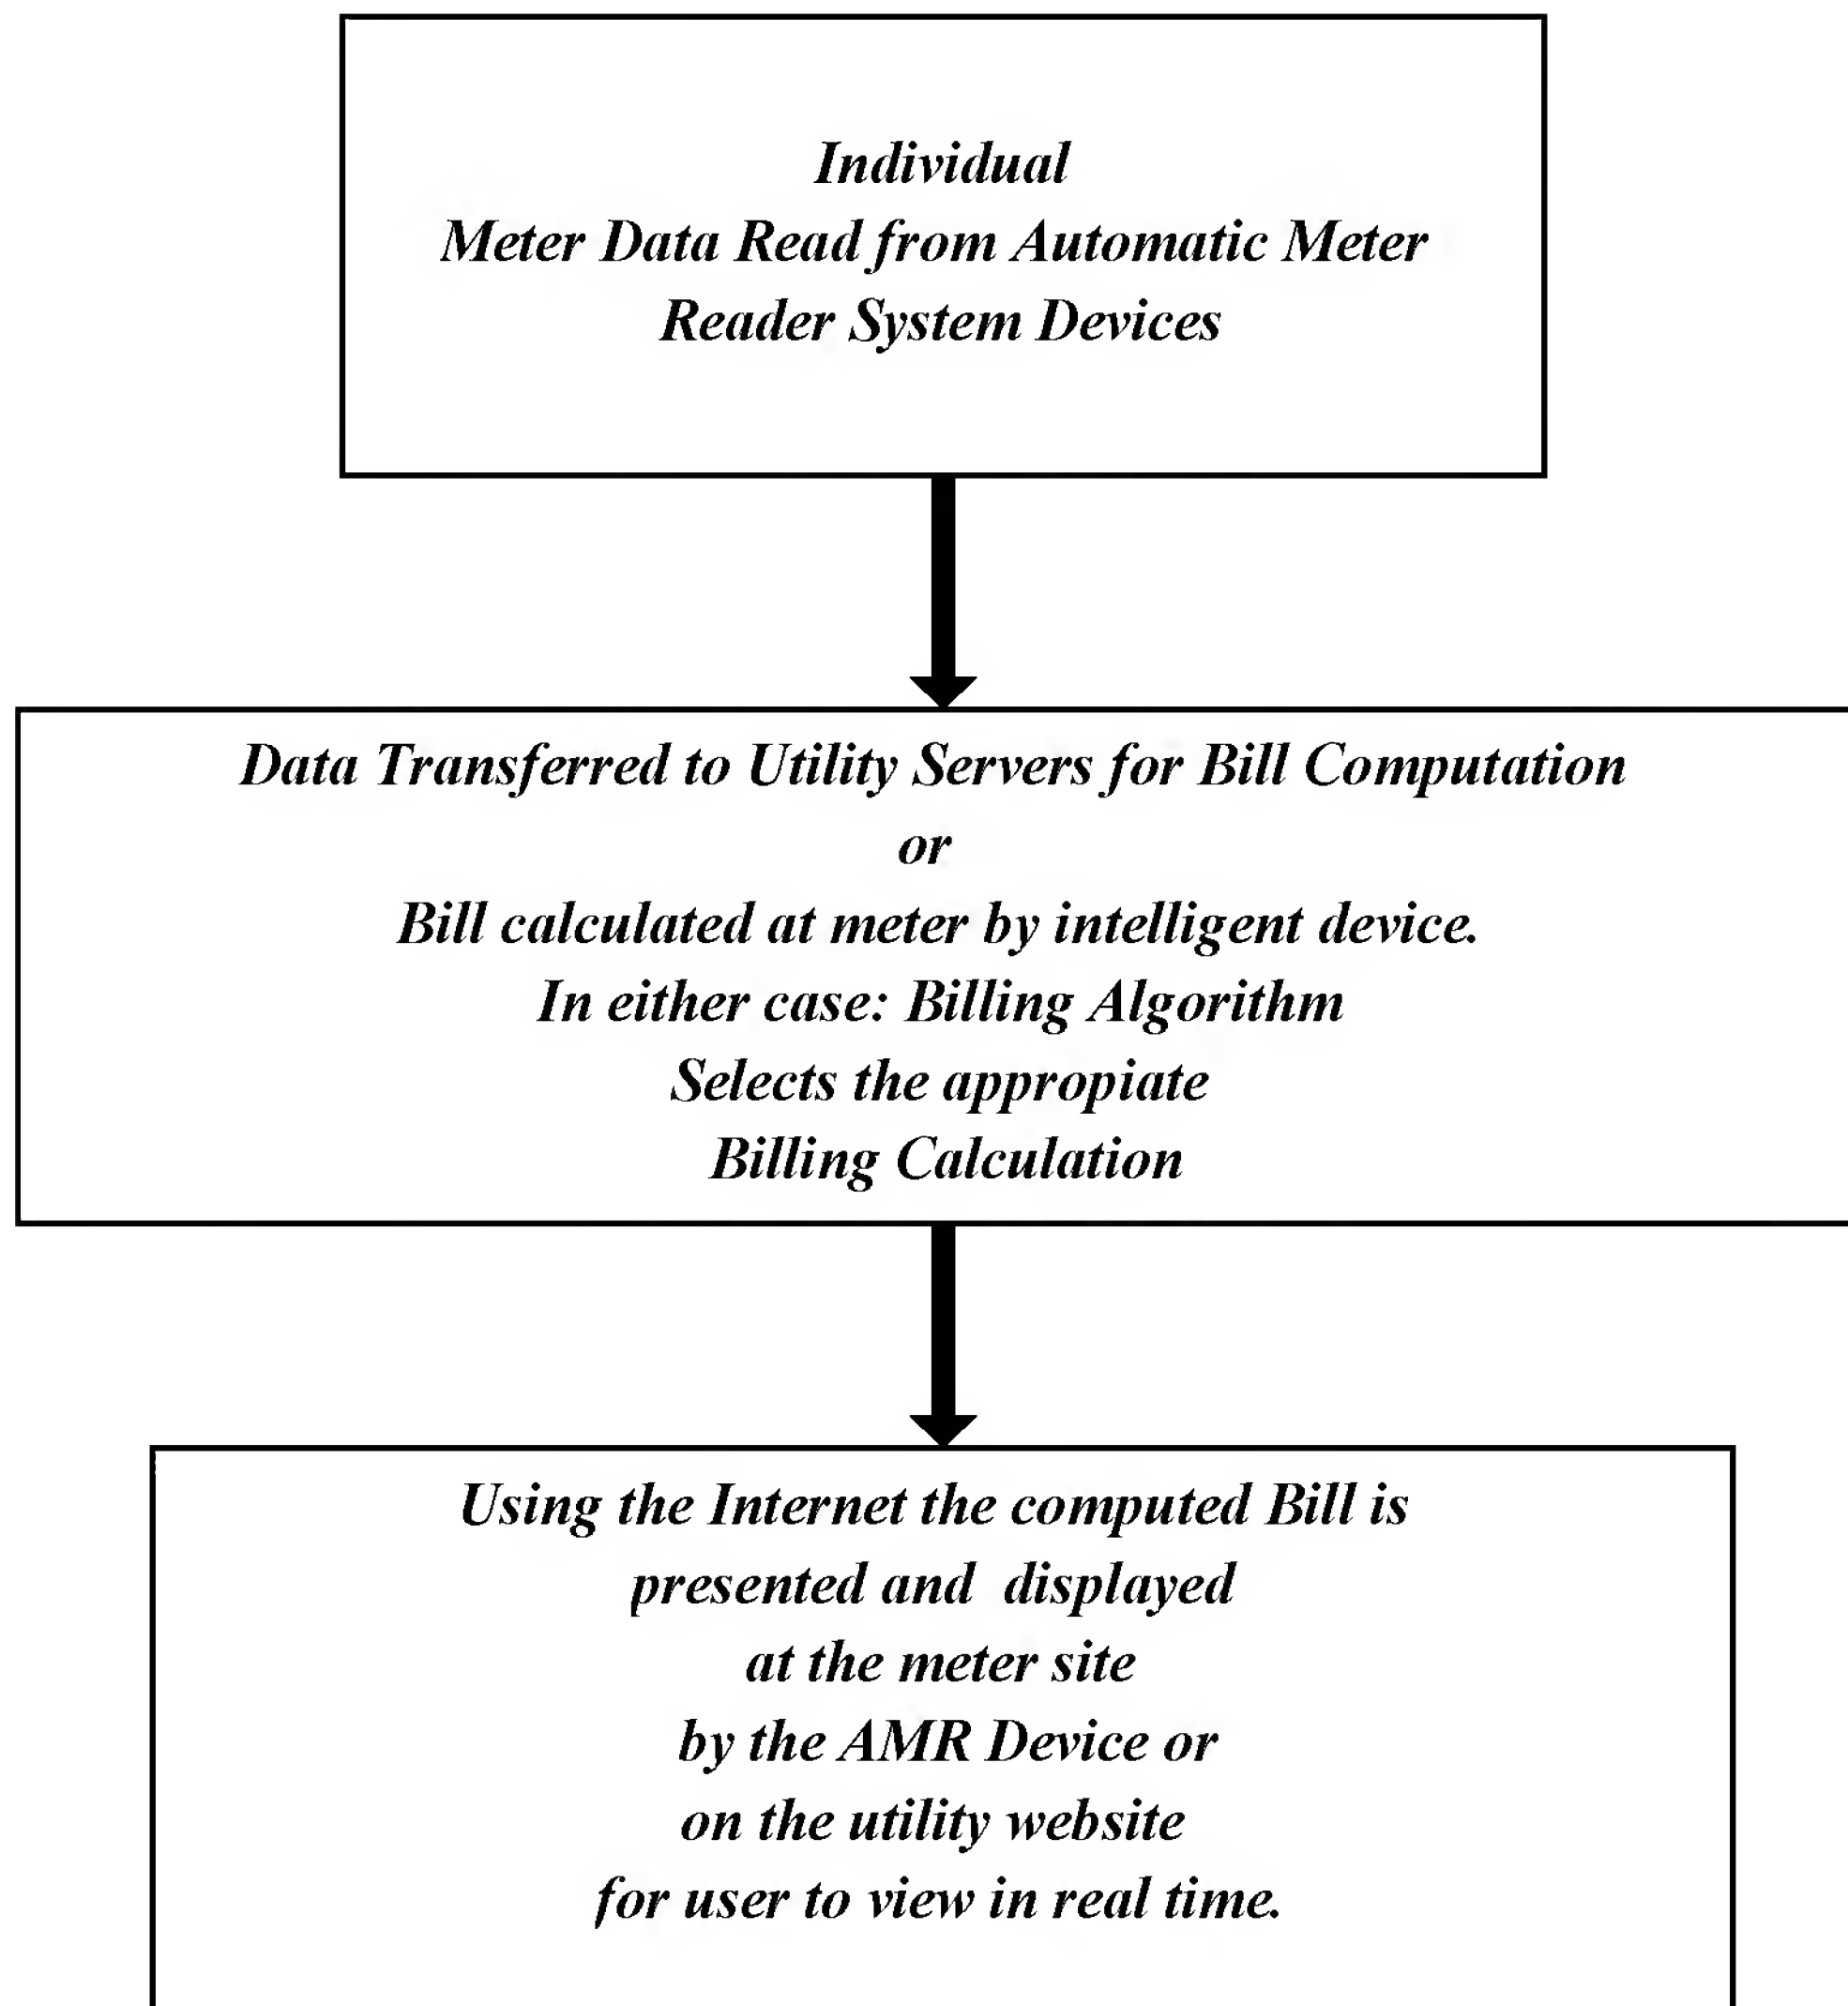 Individual
Meter Data Read from Automatic Meter
Reader System Devices
Data Transferred to Utility Servers for Bill Computation
or
Bill calculated at meter by intelligent device.
In either case: Billing Algorithm
Selects the appropiate
Billing Calculation
Using the Internet the computed Bill is
presented and displayed
at the meter site
by the AMR Device or
on the utility website
for user to view in real time.